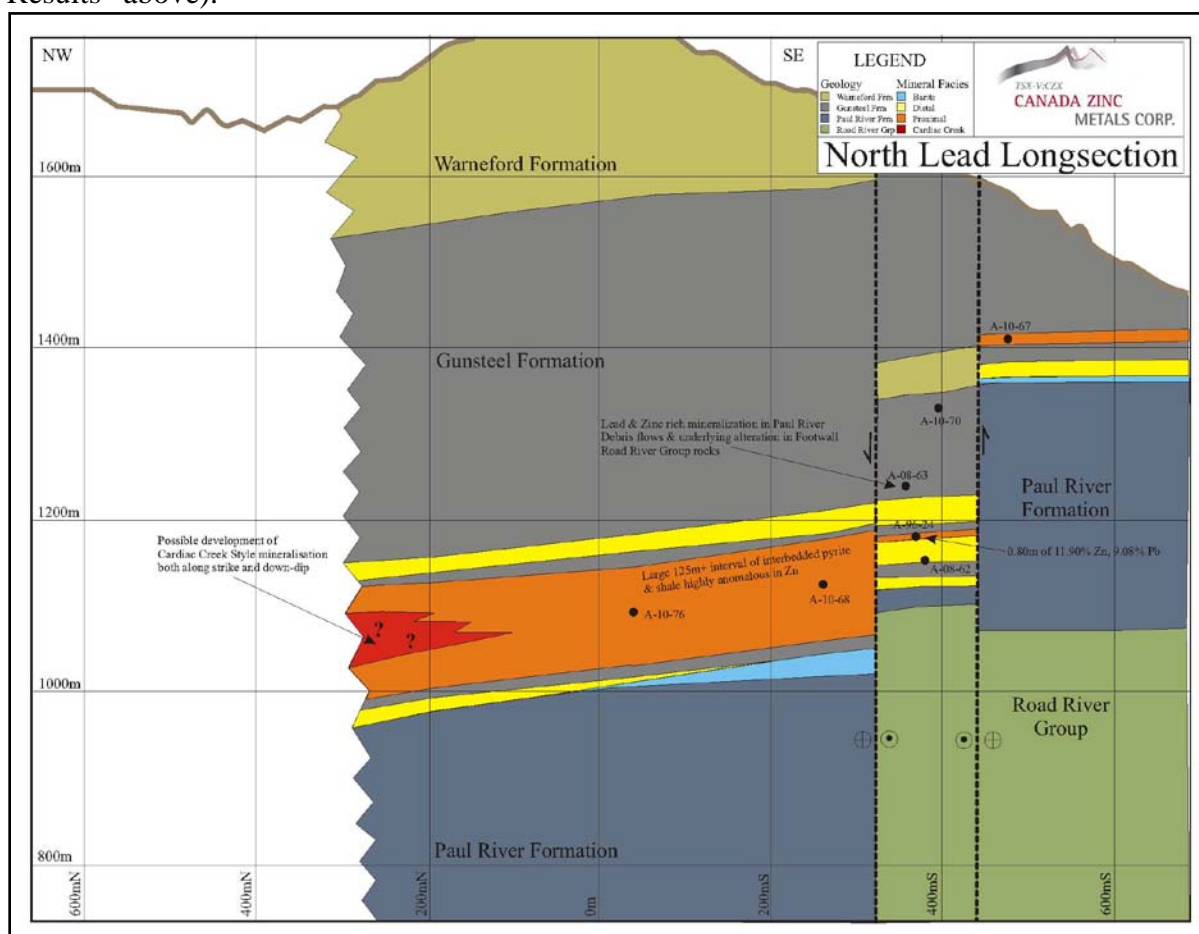 Results above).
NW
SE
LEGEND
Geology
Mineral Facies
Warneford Frm
Barite
Gunsteel Frm
Distal
Paul River Frm
Proximal
Road River Grp
Cardiac Creek
TSX-V:CZX
CANADA ZINC
METALS CORP.
North Lead Longsection
1600m
Warneford Formation
1400m
Gunsteel Formation
A-10-67
A-10-70
Lead & Zinc rich mineralization in Paul River
Debris flows & underlying alteration in Footwall
Road River Group rocks
A-08-63
1200m
Paul River
Formation
A-96-24
0.80m of 11.90% Zn, 9.08% Pb
A-08-62
Possible development of
Cardiac Creek Style mineralisation
both along strike and down-dip
Large 125m+ interval of interbedded pyrite
& shale highly anomalous in Zn
A-10-68
A-10-76
?
?
1000m
Road River
Group
Paul River Formation
800m
600mN
400mN
200mN
0m
200mS
400mS
600mS